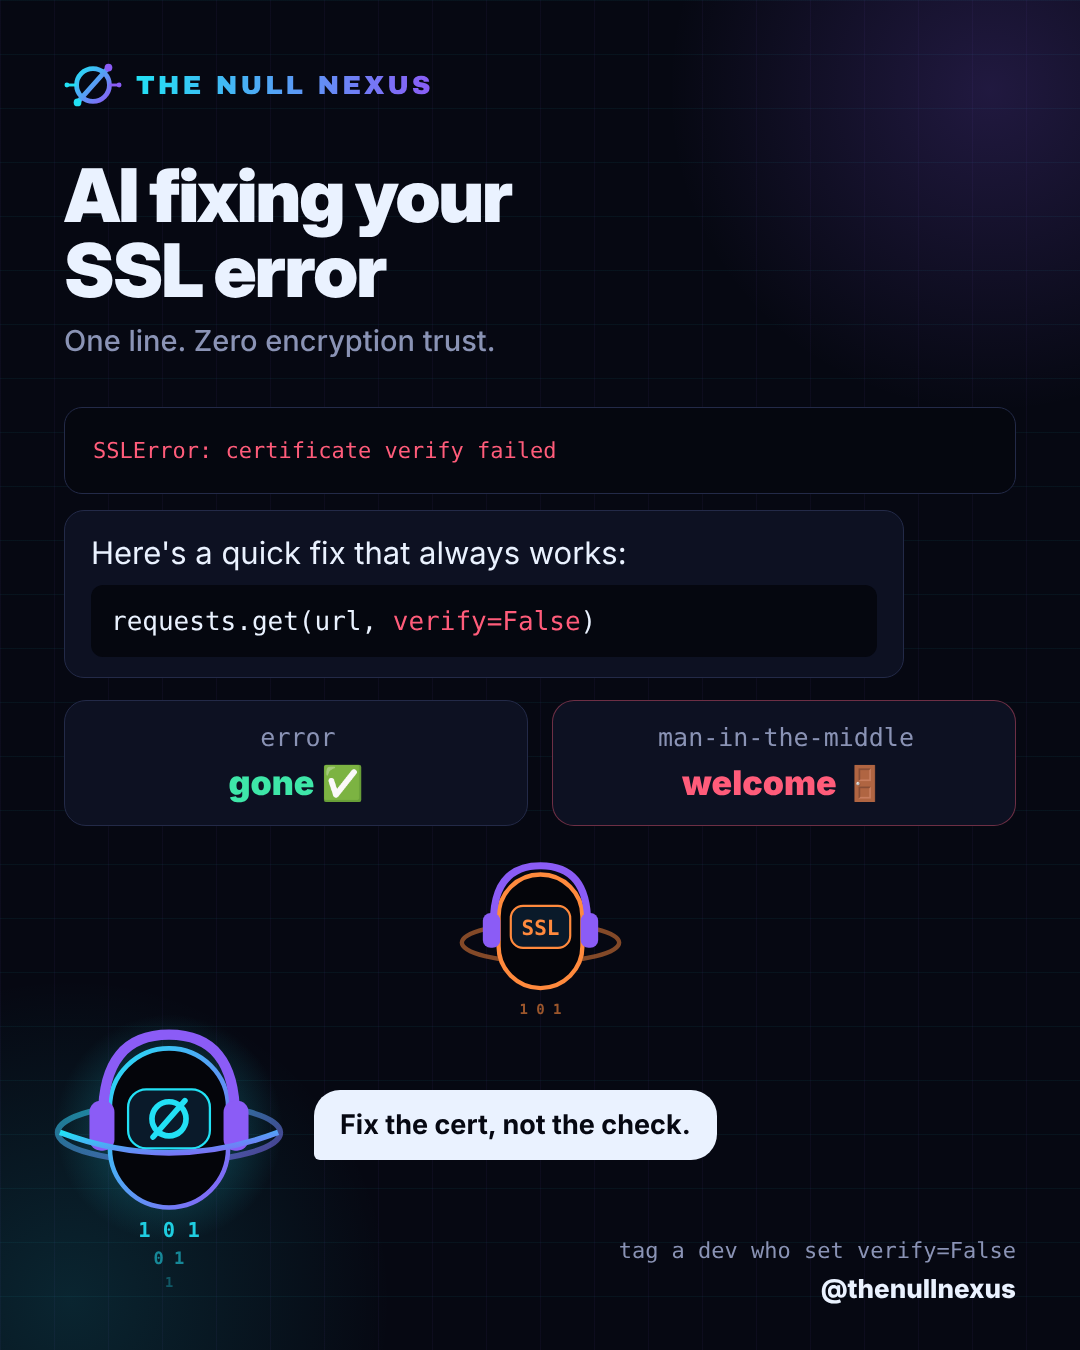 THE NULL NEXUS
AI fixing your
SSL error
One line. Zero encryption trust.
SSLError: certificate verify failed
Here's a quick fix that always works:
requests.get(url, verify=False)
error
gone ✅
man-in-the-middle
welcome 🚪
SSL
1 0 1
Ø
Fix the cert, not the check.
1 0 1
0 1
1
tag a dev who set verify=False
@thenullnexus